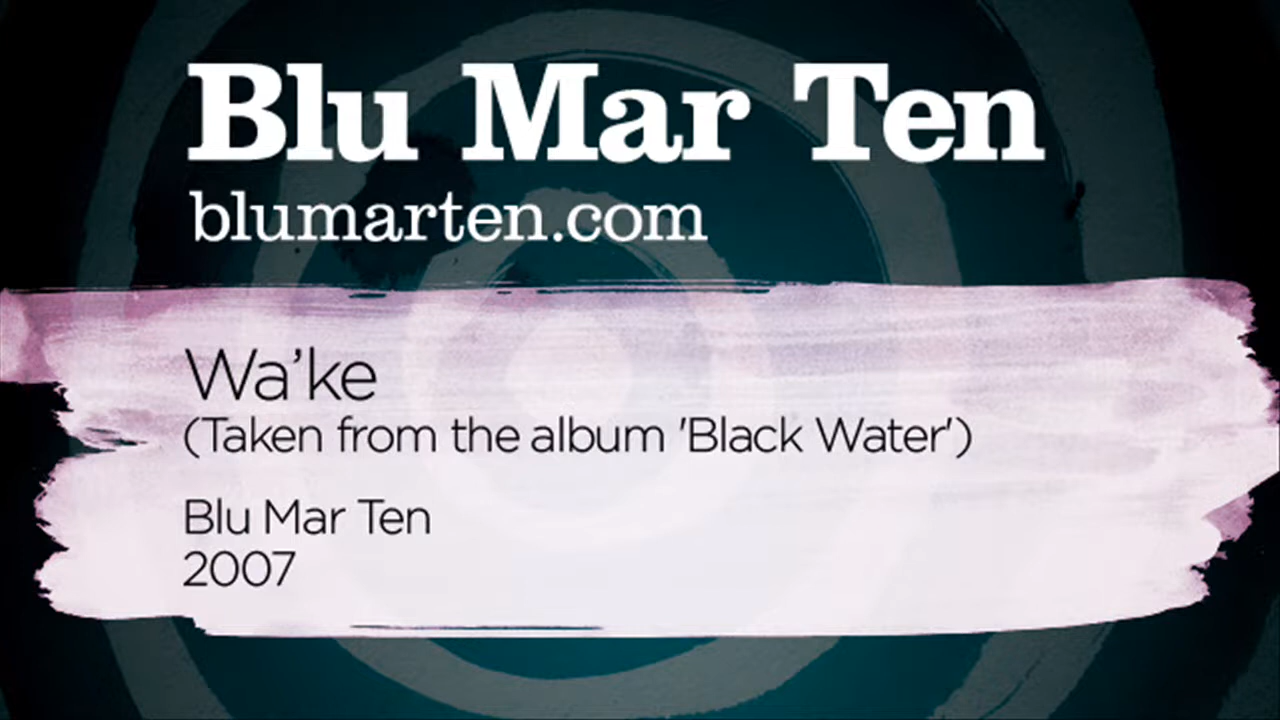 Blu Mar Ten
blumarten.com
Wa’ke
(Taken from the album 'Black Water')
Blu Mar Ten
2007